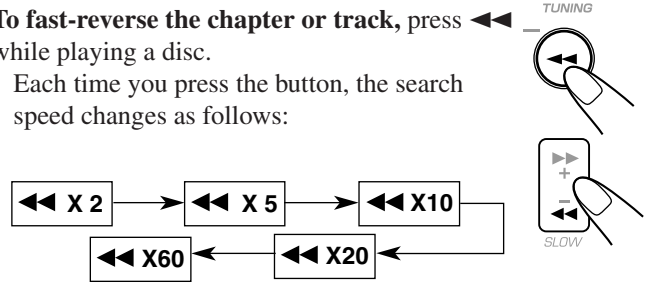 To fast-reverse the chapter or track, press ◄◄
while playing a disc.
Each time you press the button, the search
speed changes as follows:
◄◄ X 2
◄◄ X 5
◄◄ X10
◄◄ X20
◄◄ X60
TUNING
–
◄◄
►►
+
–
◄◄
SLOW